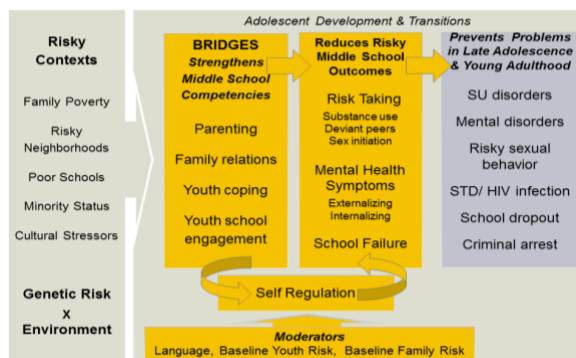 Adolescent Development & Transitions
Risky
Contexts
Family Poverty
Risky
Neighborhoods
Poor Schools
Minority Status
Cultural Stressors
Genetic Risk
X
Environment
BRIDGES
Strengthens
Middle School
Competencies
Parenting
Family relations
Youth coping
Youth school
engagement
Reduces Risky
Middle School
Outcomes
Risk Taking
Substance use
Deviant peers
Sex initiation
Mental Health
Symptoms
Externalizing
Internalizing
School Failure
Prevents Problems
in Late Adolescence
& Young Adulthood
SU disorders
Mental disorders
Risky sexual
behavior
STD/ HIV infection
School dropout
Criminal arrest
Self Regulation
Moderators
Language, Baseline Youth Risk, Baseline Family Risk